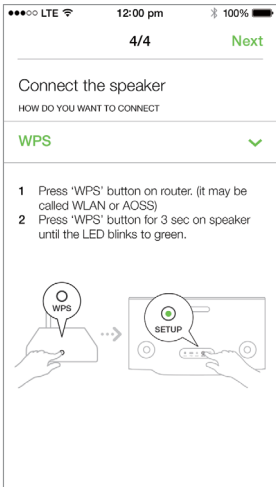 LTE 12:00 pm 100%
4/4 Next
Connect the speaker
HOW DO YOU WANT TO CONNECT
WPS
1 Press ‘WPS’ button on router. (it may be
called WLAN or AOSS)
2 Press ‘WPS’ button for 3 sec on speaker
until the LED blinks to green.
WPS
SETUP